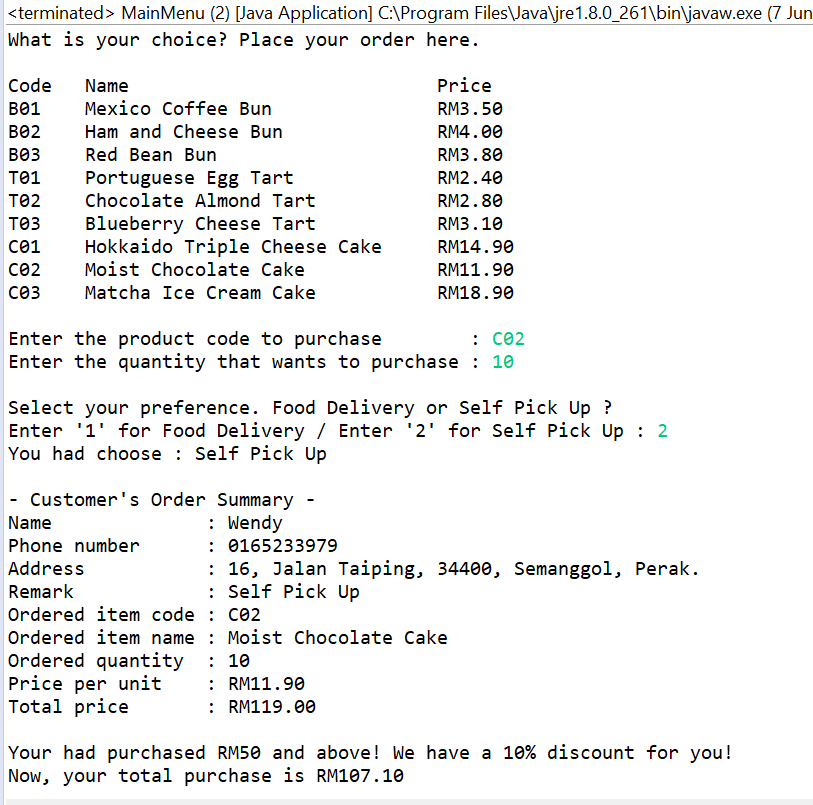 <terminated> MainMenu (2) [Java Application] C:\Program Files\Java\jre1.8.0_261\bin\javaw.exe (7 Jun
What is your choice? Place your order here.
Code   Name                            Price
B01    Mexico Coffee Bun               RM3.50
B02    Ham and Cheese Bun              RM4.00
B03    Red Bean Bun                    RM3.80
T01    Portuguese Egg Tart             RM2.40
T02    Chocolate Almond Tart           RM2.80
T03    Blueberry Cheese Tart           RM3.10
C01    Hokkaido Triple Cheese Cake     RM14.90
C02    Moist Chocolate Cake            RM11.90
C03    Matcha Ice Cream Cake           RM18.90
Enter the product code to purchase        : C02
Enter the quantity that wants to purchase : 10
Select your preference. Food Delivery or Self Pick Up ?
Enter '1' for Food Delivery / Enter '2' for Self Pick Up : 2
You had choose : Self Pick Up
- Customer's Order Summary -
Name              : Wendy
Phone number      : 0165233979
Address           : 16, Jalan Taiping, 34400, Semanggol, Perak.
Remark            : Self Pick Up
Ordered item code : C02
Ordered item name : Moist Chocolate Cake
Ordered quantity  : 10
Price per unit    : RM11.90
Total price       : RM119.00
Your had purchased RM50 and above! We have a 10% discount for you!
Now, your total purchase is RM107.10